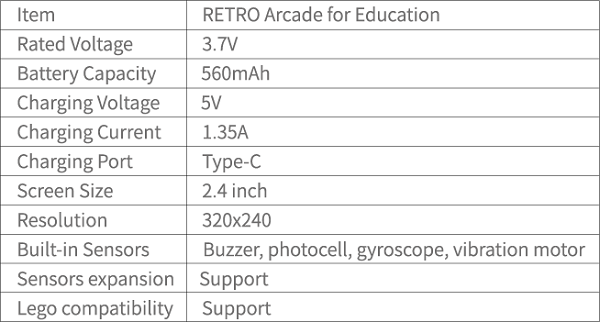 Item RETRO Arcade for Education
Rated Voltage 3.7V
Battery Capacity 560mAh
Charging Voltage 5V
Charging Current 1.35A
Charging Port Type-C
Screen Size 2.4 inch
Resolution 320x240
Built-in Sensors Buzzer, photocell, gyroscope, vibration motor
Sensors expansion Support
Lego compatibility Support